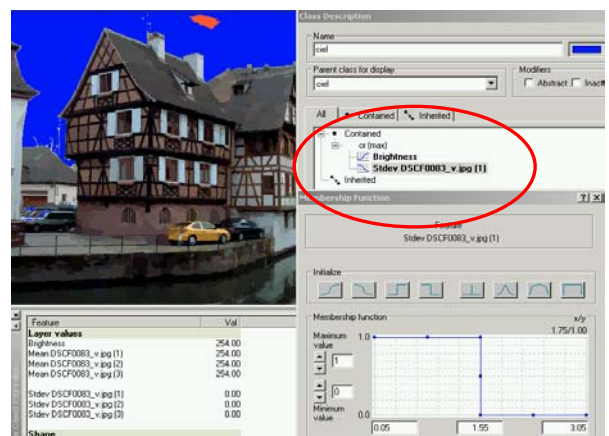 Class Description
Name
ciel
Parent class for display
ciel
Modifiers
Abstract
All Contained Inherited
Contained
or (max)
Brightness
Stdev DSCF0083_v.jpg (1)
Inherited
Membership Function
Feature
Stdev DSCF0083_v.jpg (1)
Initialize
Membership function
x/y
1.75/1.00
Maximum value
1.0
1
0
Minimum value
0.0
0.05 1.55 3.05
Feature Val
Layer values
Brightness 254.00
Mean DSCF0083_v.jpg (1) 254.00
Mean DSCF0083_v.jpg (2) 254.00
Mean DSCF0083_v.jpg (3) 254.00
Stdev DSCF0083_v.jpg (1) 0.00
Stdev DSCF0083_v.jpg (2) 0.00
Stdev DSCF0083_v.jpg (3) 0.00
Shape